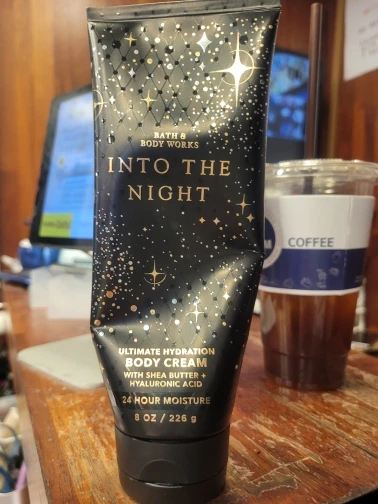 BATH &
BODY WORKS
INTO THE
NIGHT
ULTIMATE HYDRATION
BODY CREAM
WITH SHEA BUTTER +
HYALURONIC ACID
24 HOUR MOISTURE
8 OZ / 226 g
COFFEE